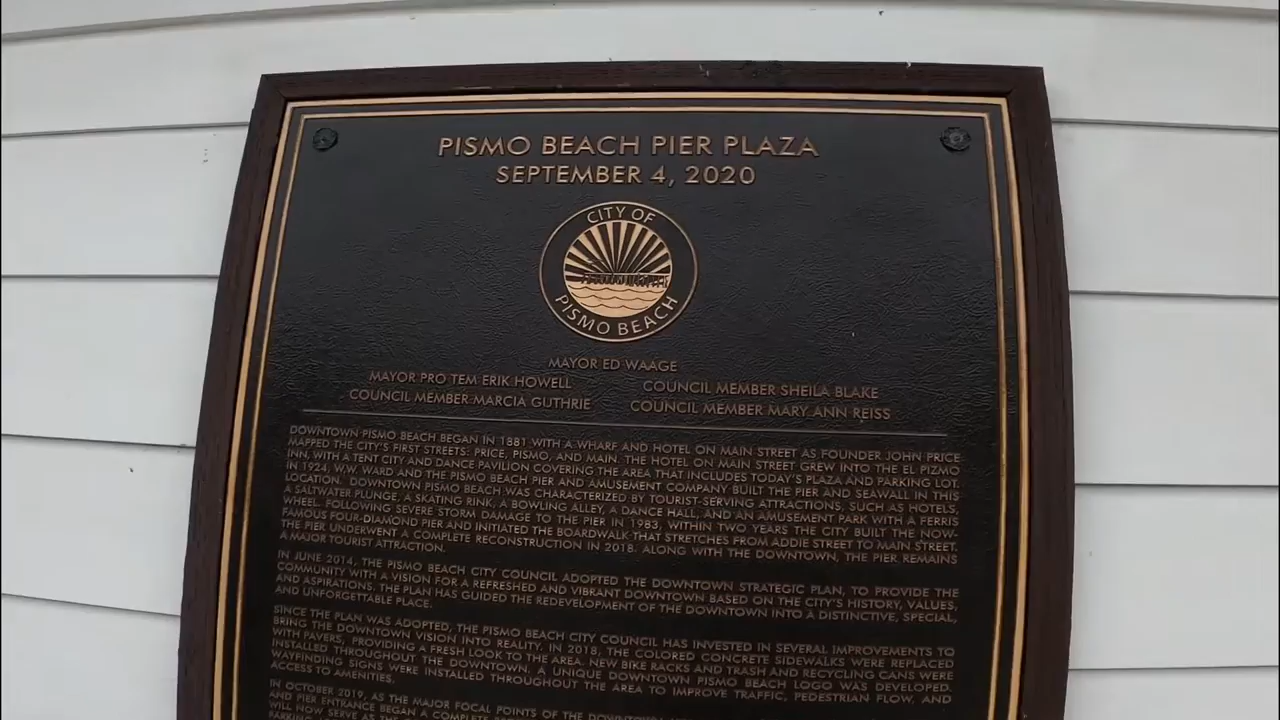 PISMO BEACH PIER PLAZA
SEPTEMBER 4, 2020
CITY OF
PISMO BEACH
MAYOR ED WAAGE
MAYOR PRO TEM ERIK HOWELL COUNCIL MEMBER SHEILA BLAKE
COUNCIL MEMBER MARCIA GUTHRIE COUNCIL MEMBER MARY ANN REISS
DOWNTOWN PISMO BEACH BEGAN IN 1881 WITH A WHARF AND HOTEL ON MAIN STREET AS FOUNDER JOHN PRICE
MAPPED THE CITY'S FIRST STREETS: PRICE, PISMO, AND MAIN. THE HOTEL ON MAIN STREET GREW INTO THE EL PIZMO
INN, WITH A TENT CITY AND DANCE PAVILION COVERING THE AREA THAT INCLUDES TODAY'S PLAZA AND PARKING LOT.
IN 1924, W.W. WARD AND THE PISMO BEACH PIER AND AMUSEMENT COMPANY BUILT THE PIER AND SEAWALL IN THIS
LOCATION. DOWNTOWN PISMO BEACH WAS CHARACTERIZED BY TOURIST-SERVING ATTRACTIONS, SUCH AS HOTELS,
A SALTWATER PLUNGE, A SKATING RINK, A BOWLING ALLEY, A DANCE HALL, AND AN AMUSEMENT PARK WITH A FERRIS
WHEEL. FOLLOWING SEVERE STORM DAMAGE TO THE PIER IN 1983, WITHIN TWO YEARS THE CITY BUILT THE NOW-
FAMOUS FOUR-DIAMOND PIER AND INITIATED THE BOARDWALK THAT STRETCHES FROM ADDIE STREET TO MAIN STREET.
THE PIER UNDERWENT A COMPLETE RECONSTRUCTION IN 2018. ALONG WITH THE DOWNTOWN, THE PIER REMAINS
A MAJOR TOURIST ATTRACTION.
IN JUNE 2014, THE PISMO BEACH CITY COUNCIL ADOPTED THE DOWNTOWN STRATEGIC PLAN, TO PROVIDE THE
COMMUNITY WITH A VISION FOR A REFRESHED AND VIBRANT DOWNTOWN BASED ON THE CITY'S HISTORY, VALUES,
AND ASPIRATIONS. THE PLAN HAS GUIDED THE REDEVELOPMENT OF THE DOWNTOWN INTO A DISTINCTIVE, SPECIAL,
AND UNFORGETTABLE PLACE.
SINCE THE PLAN WAS ADOPTED, THE PISMO BEACH CITY COUNCIL HAS INVESTED IN SEVERAL IMPROVEMENTS TO
BRING THE DOWNTOWN VISION INTO REALITY. IN 2018, THE COLORED CONCRETE SIDEWALKS WERE REPLACED
WITH PAVERS, PROVIDING A FRESH LOOK TO THE AREA. NEW BIKE RACKS AND TRASH AND RECYCLING CANS WERE
INSTALLED THROUGHOUT THE DOWNTOWN. A UNIQUE DOWNTOWN PISMO BEACH LOGO WAS DEVELOPED.
WAYFINDING SIGNS WERE INSTALLED THROUGHOUT THE AREA TO IMPROVE TRAFFIC, PEDESTRIAN FLOW, AND
ACCESS TO AMENITIES.
IN OCTOBER 2019, AS THE MAJOR FOCAL POINTS OF THE DOWNTOWN
AND PIER ENTRANCE BEGAN A COMPLETE
WILL NOW SERVE AS THE